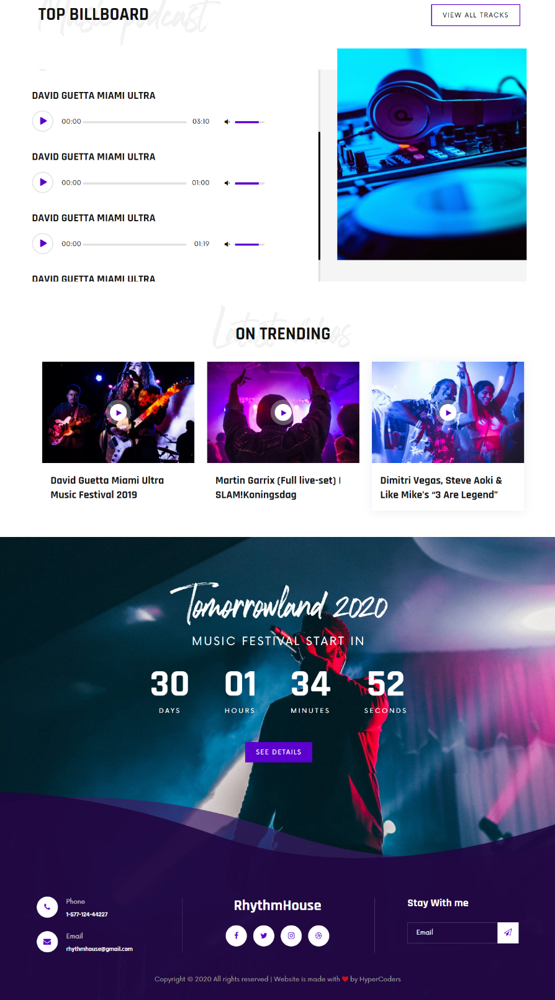 Music podcast
TOP BILLBOARD
VIEW ALL TRACKS
DAVID GUETTA MIAMI ULTRA
00:00 03:10
DAVID GUETTA MIAMI ULTRA
00:00 01:00
DAVID GUETTA MIAMI ULTRA
00:00 01:19
DAVID GUETTA MIAMI ULTRA
Latest videos
ON TRENDING
David Guetta Miami Ultra
Music Festival 2019
Martin Garrix (Full live-set) |
SLAM!Koningsdag
Dimitri Vegas, Steve Aoki &
Like Mike’s “3 Are Legend”
Tomorrowland 2020
MUSIC FESTIVAL START IN
30 01 34 52
DAYS HOURS MINUTES SECONDS
SEE DETAILS
Phone
1-677-124-44227
Email
rhythmhouse@gmail.com
RhythmHouse
Stay With me
Email
Copyright © 2020 All rights reserved | Website is made with ❤ by HyperCoders